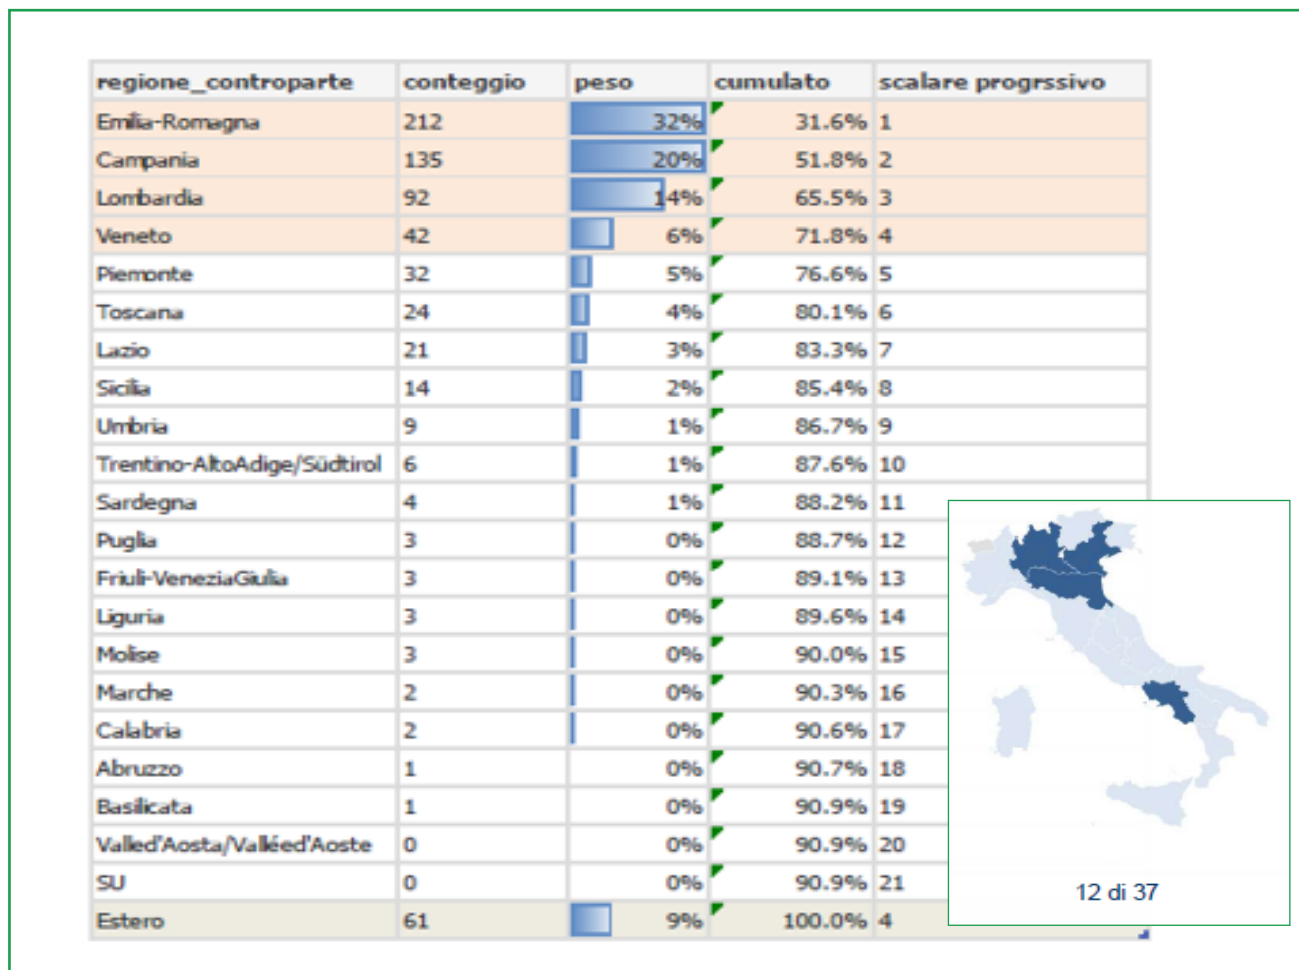 regione_controparte conteggio peso cumulato scalare progrssivo
Emilia-Romagna 212 32% 31.6% 1
Campania 135 20% 51.8% 2
Lombardia 92 14% 65.5% 3
Veneto 42 6% 71.8% 4
Piemonte 32 5% 76.6% 5
Toscana 24 4% 80.1% 6
Lazio 21 3% 83.3% 7
Sicilia 14 2% 85.4% 8
Umbria 9 1% 86.7% 9
Trentino-AltoAdige/Südtirol 6 1% 87.6% 10
Sardegna 4 1% 88.2% 11
Puglia 3 0% 88.7% 12
Friuli-VeneziaGiulia 3 0% 89.1% 13
Liguria 3 0% 89.6% 14
Molise 3 0% 90.0% 15
Marche 2 0% 90.3% 16
Calabria 2 0% 90.6% 17
Abruzzo 1 0% 90.7% 18
Basilicata 1 0% 90.9% 19
Valled'Aosta/Valléed'Aoste 0 0% 90.9% 20
SU 0 0% 90.9% 21
Estero 61 9% 100.0% 4
12 di 37